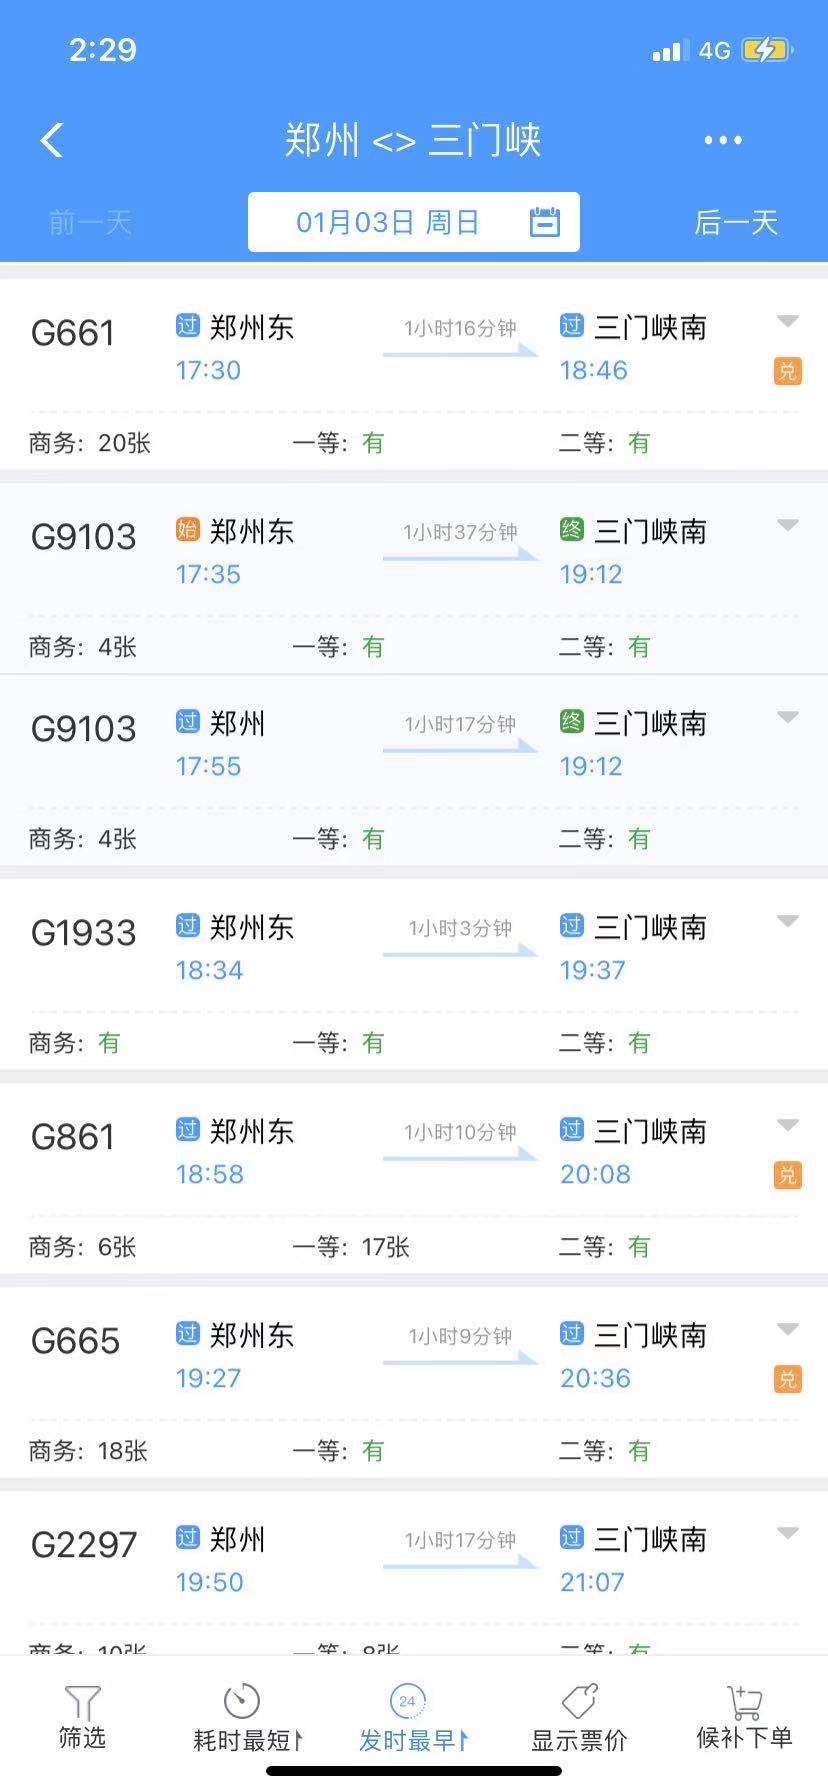 2:29 4G
郑州 <> 三门峡
前一天 01月03日 周日 后一天
G661 过 郑州东 1小时16分钟 过 三门峡南
17:30 18:46 兑
商务: 20张 一等: 有 二等: 有
G9103 始 郑州东 1小时37分钟 终 三门峡南
17:35 19:12
商务: 4张 一等: 有 二等: 有
G9103 过 郑州 1小时17分钟 终 三门峡南
17:55 19:12
商务: 4张 一等: 有 二等: 有
G1933 过 郑州东 1小时3分钟 过 三门峡南
18:34 19:37
商务: 有 一等: 有 二等: 有
G861 过 郑州东 1小时10分钟 过 三门峡南
18:58 20:08 兑
商务: 6张 一等: 17张 二等: 有
G665 过 郑州东 1小时9分钟 过 三门峡南
19:27 20:36 兑
商务: 18张 一等: 有 二等: 有
G2297 过 郑州 1小时17分钟 过 三门峡南
19:50 21:07
商务: 10张 一等: 8张 二等: 有
24
筛选 耗时最短 发时最早 显示票价 候补下单